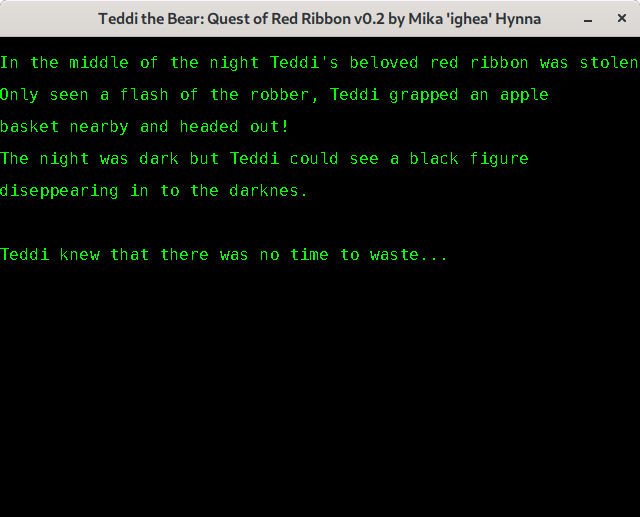 Teddi the Bear: Quest of Red Ribbon v0.2 by Mika 'ighea' Hynna
In the middle of the night Teddi's beloved red ribbon was stolen
Only seen a flash of the robber, Teddi grapped an apple
basket nearby and headed out!
The night was dark but Teddi could see a black figure
diseppearing in to the darknes.
Teddi knew that there was no time to waste...